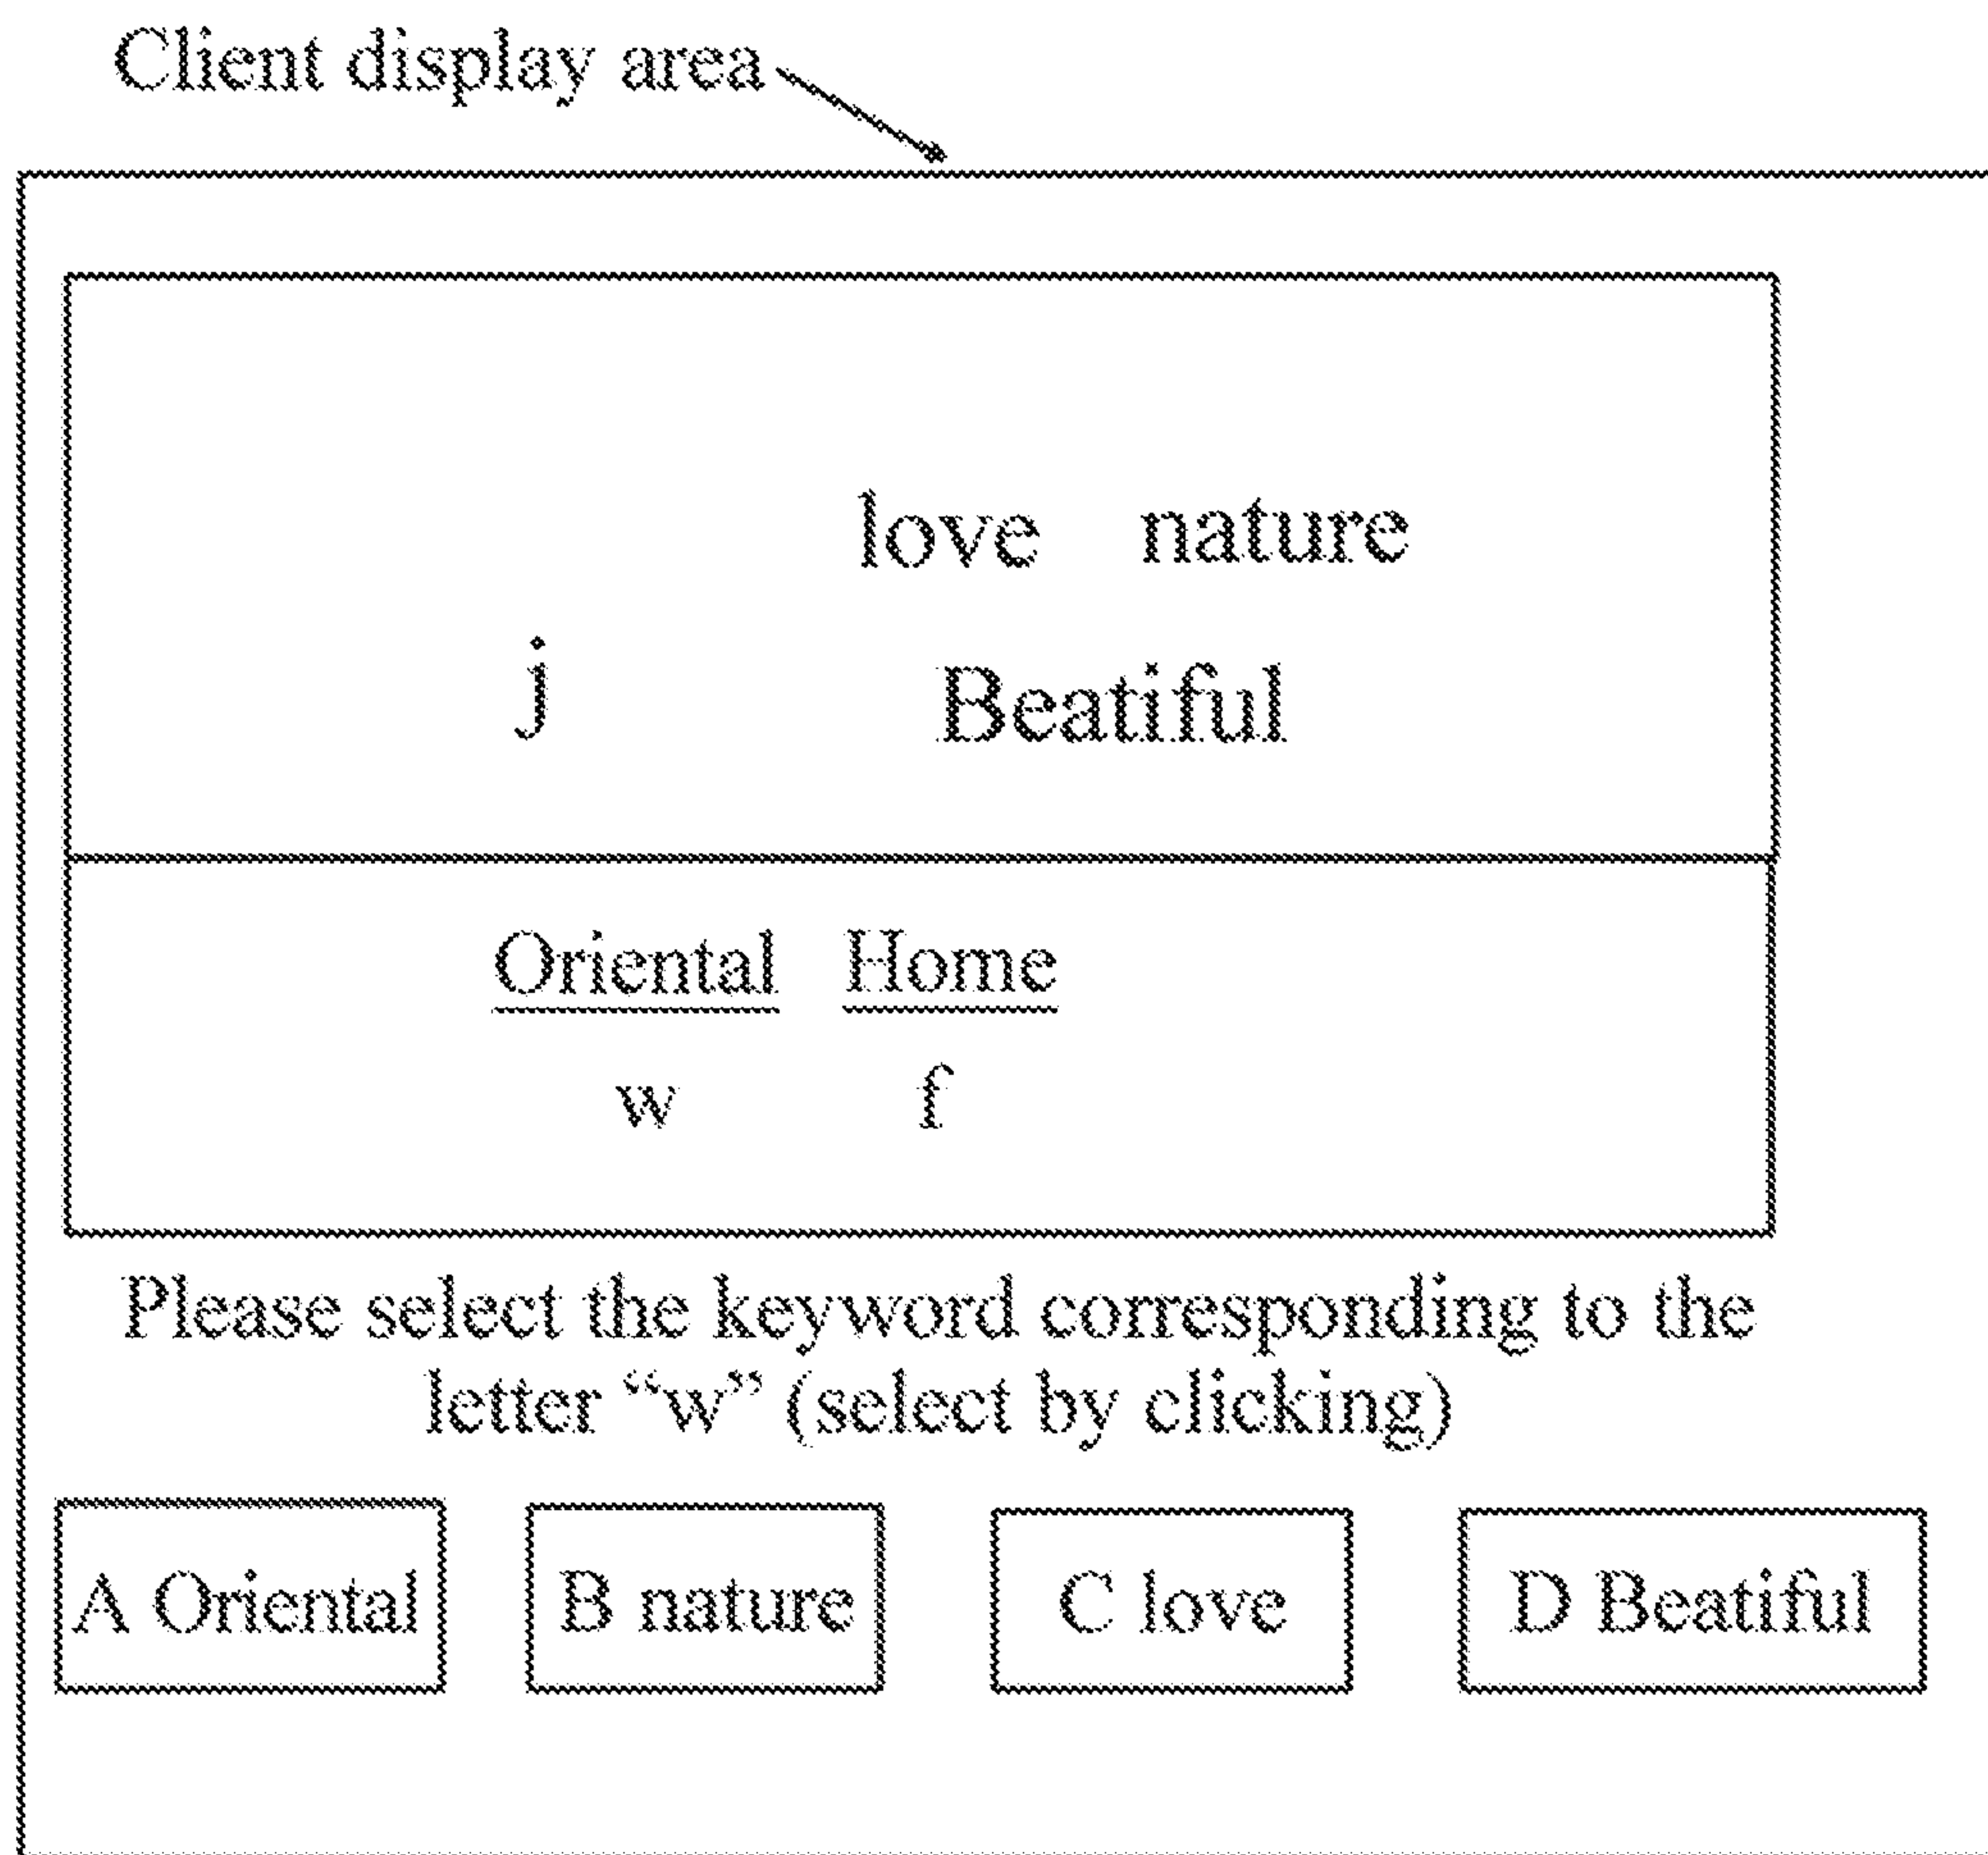 Client display area
love nature
j Beatiful
Oriental Home
w f
Please select the keyword corresponding to the
letter “w” (select by clicking)
A Oriental B nature C love D Beatiful